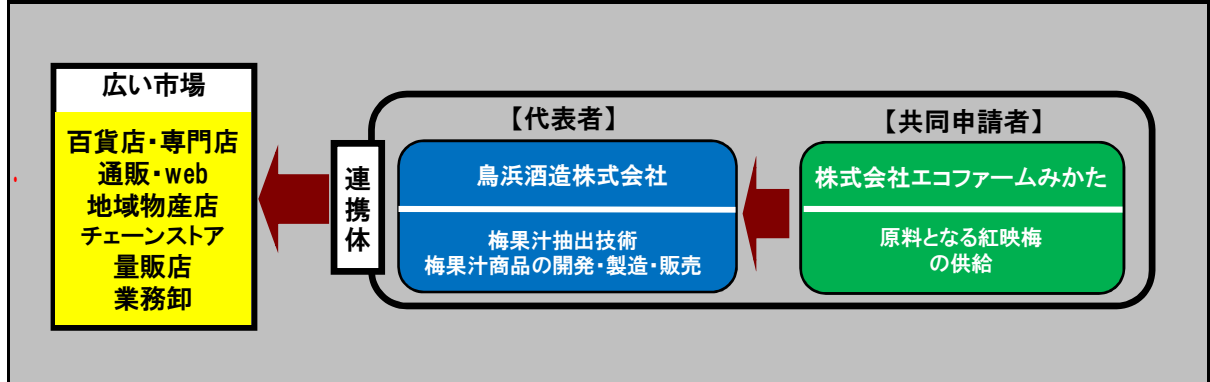 広い市場
百貨店・専門店
通販・web
地域物産店
チェーンストア
量販店
業務卸
連携体
【代表者】
鳥浜酒造株式会社
梅果汁抽出技術
梅果汁商品の開発・製造・販売
【共同申請者】
株式会社エコファームみかた
原料となる紅映梅
の供給